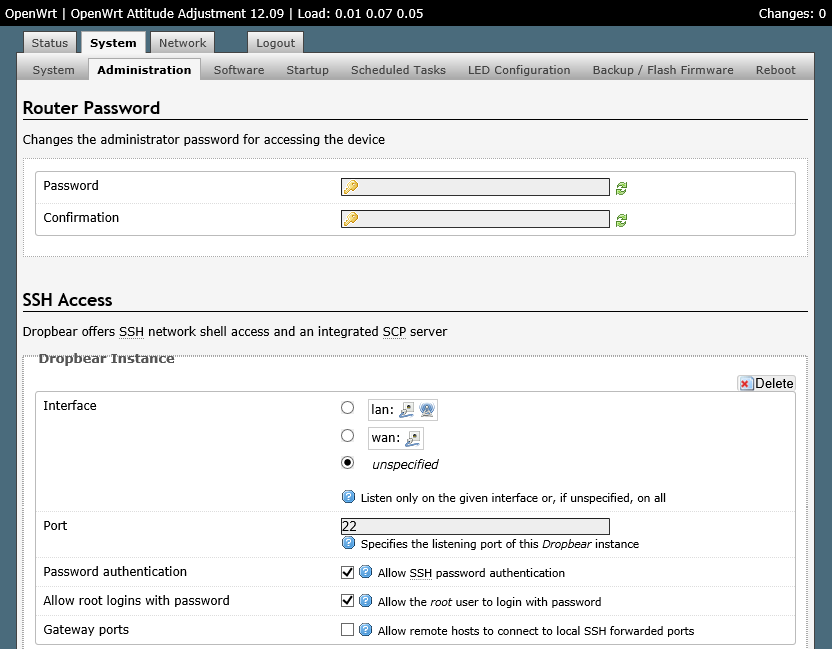 OpenWrt | OpenWrt Attitude Adjustment 12.09 | Load: 0.01 0.07 0.05 Changes: 0
Status System Network Logout
System Administration Software Startup Scheduled Tasks LED Configuration Backup / Flash Firmware Reboot
Router Password
Changes the administrator password for accessing the device
Password
Confirmation
SSH Access
Dropbear offers SSH network shell access and an integrated SCP server
Dropbear Instance
Delete
Interface lan:
wan:
unspecified
Listen only on the given interface or, if unspecified, on all
Port 22
Specifies the listening port of this Dropbear instance
Password authentication Allow SSH password authentication
Allow root logins with password Allow the root user to login with password
Gateway ports Allow remote hosts to connect to local SSH forwarded ports